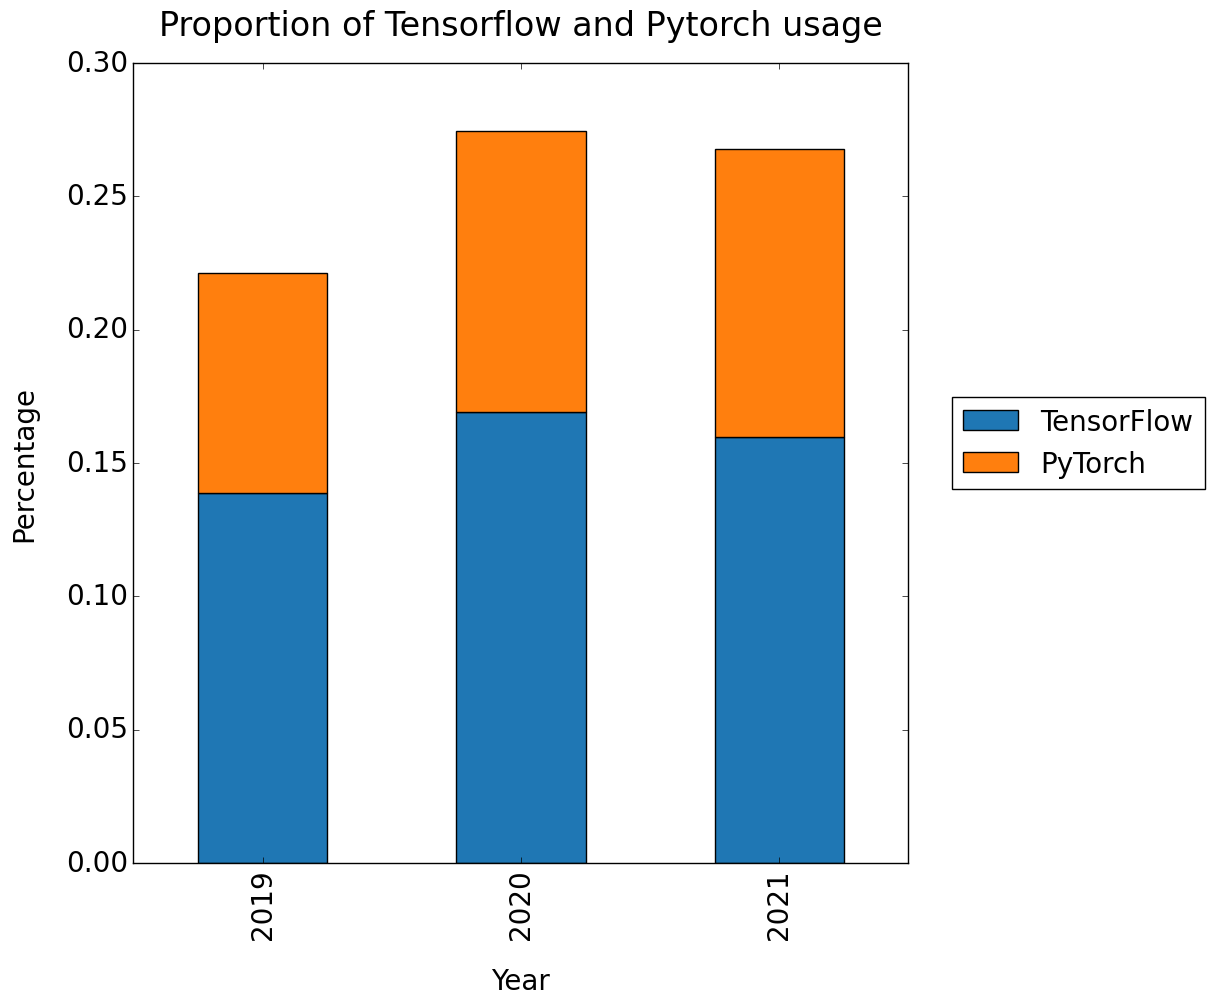 Proportion of Tensorflow and Pytorch usage
0.30
0.25
0.20
0.15
0.10
0.05
0.00
Percentage
2019
2020
2021
Year
TensorFlow
PyTorch